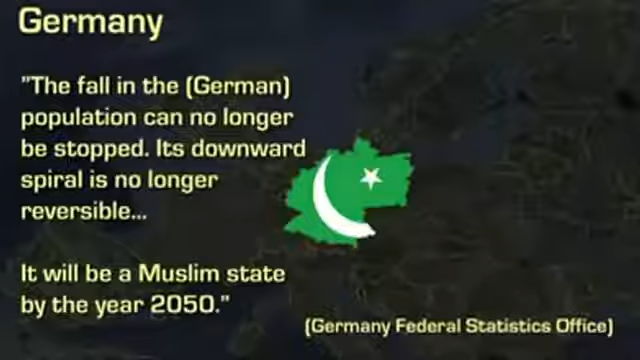 Germany
"The fall in the (German)
population can no longer
be stopped. Its downward
spiral is no longer
reversible...
It will be a Muslim state
by the year 2050."
(Germany Federal Statistics Office)